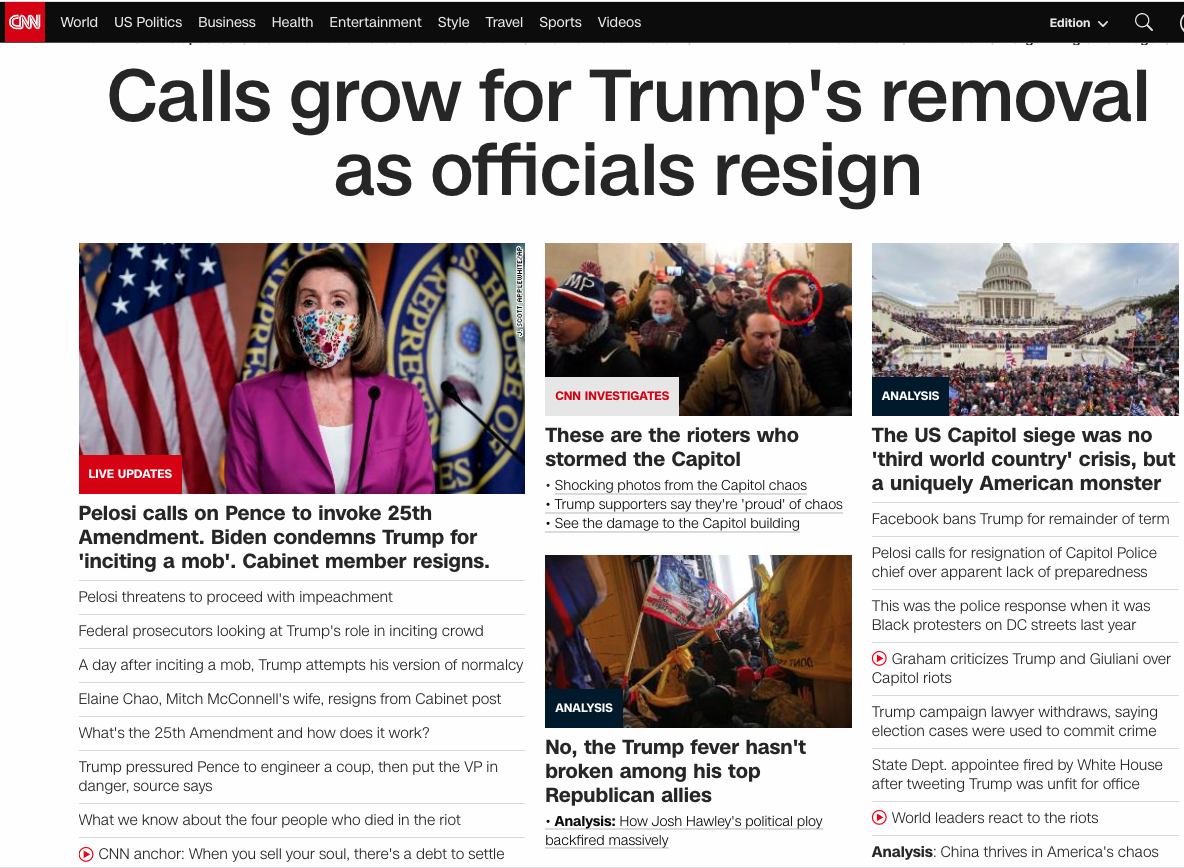 CNN World US Politics Business Health Entertainment Style Travel Sports Videos Edition
Calls grow for Trump's removal
as officials resign
J. SCOTT APPLEWHITE/AP
LIVE UPDATES
Pelosi calls on Pence to invoke 25th
Amendment. Biden condemns Trump for
'inciting a mob'. Cabinet member resigns.
Pelosi threatens to proceed with impeachment
Federal prosecutors looking at Trump's role in inciting crowd
A day after inciting a mob, Trump attempts his version of normalcy
Elaine Chao, Mitch McConnell's wife, resigns from Cabinet post
What's the 25th Amendment and how does it work?
Trump pressured Pence to engineer a coup, then put the VP in
danger, source says
What we know about the four people who died in the riot
CNN anchor: When you sell your soul, there's a debt to settle
MP
CNN INVESTIGATES
These are the rioters who
stormed the Capitol
• Shocking photos from the Capitol chaos
• Trump supporters say they're 'proud' of chaos
• See the damage to the Capitol building
ANALYSIS
No, the Trump fever hasn't
broken among his top
Republican allies
• Analysis: How Josh Hawley's political ploy
backfired massively
ANALYSIS
The US Capitol siege was no
'third world country' crisis, but
a uniquely American monster
Facebook bans Trump for remainder of term
Pelosi calls for resignation of Capitol Police
chief over apparent lack of preparedness
This was the police response when it was
Black protesters on DC streets last year
Graham criticizes Trump and Giuliani over
Capitol riots
Trump campaign lawyer withdraws, saying
election cases were used to commit crime
State Dept. appointee fired by White House
after tweeting Trump was unfit for office
World leaders react to the riots
Analysis: China thrives in America's chaos